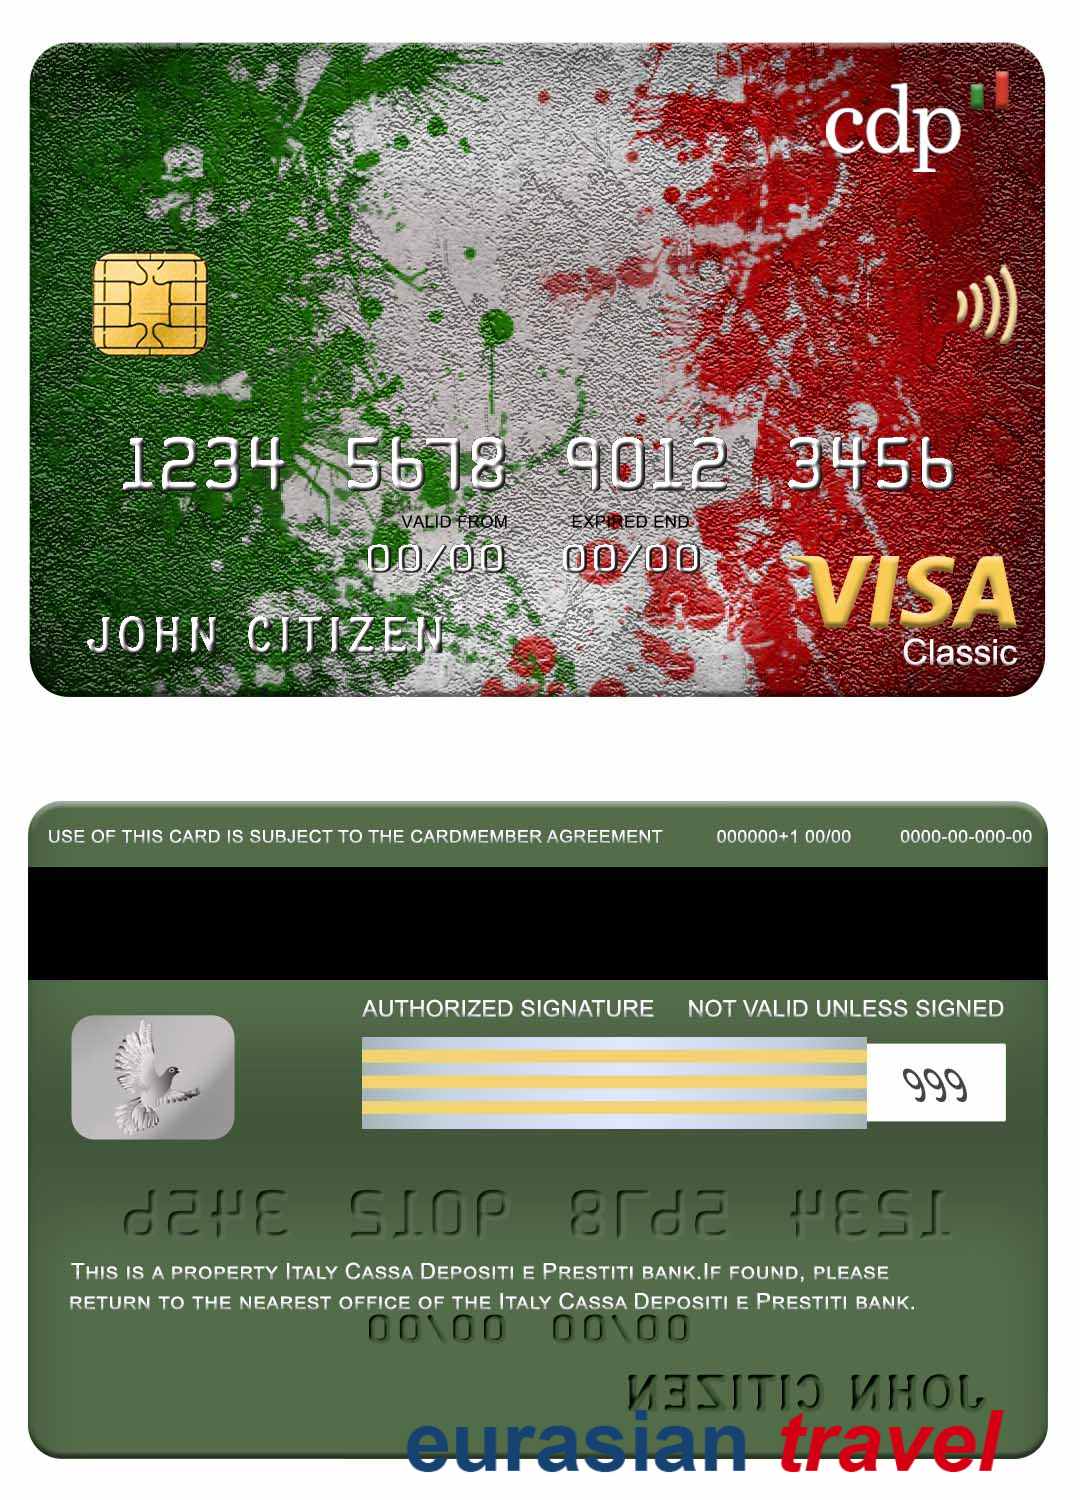 cdp
1234 5678 9012 3456
VALID FROM EXPIRED END
00/00 00/00
VISA
JOHN CITIZEN
Classic
USE OF THIS CARD IS SUBJECT TO THE CARDMEMBER AGREEMENT 000000+1 00/00 0000-00-000-00
AUTHORIZED SIGNATURE NOT VALID UNLESS SIGNED
999
1234 5678 9012 3456
THIS IS A PROPERTY ITALY CASSA DEPOSITI E PRESTITI BANK.IF FOUND, PLEASE
RETURN TO THE NEAREST OFFICE OF THE ITALY CASSA DEPOSITI E PRESTITI BANK.
00/00 00/00
JOHN CITIZEN
eurasian travel